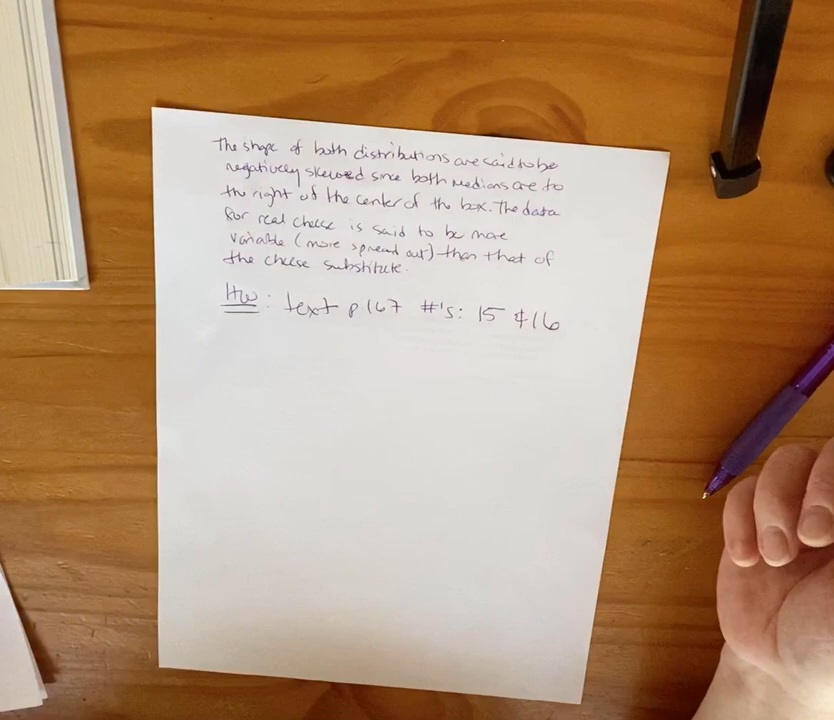 The shape of both distributions are said to be
negatively skewed since both medians are to
the right of the center of the box. The data
for real cheese is said to be more
variable (more spread out) than that of
the cheese substitute.
HW: text p 167 #'s: 15 & 16